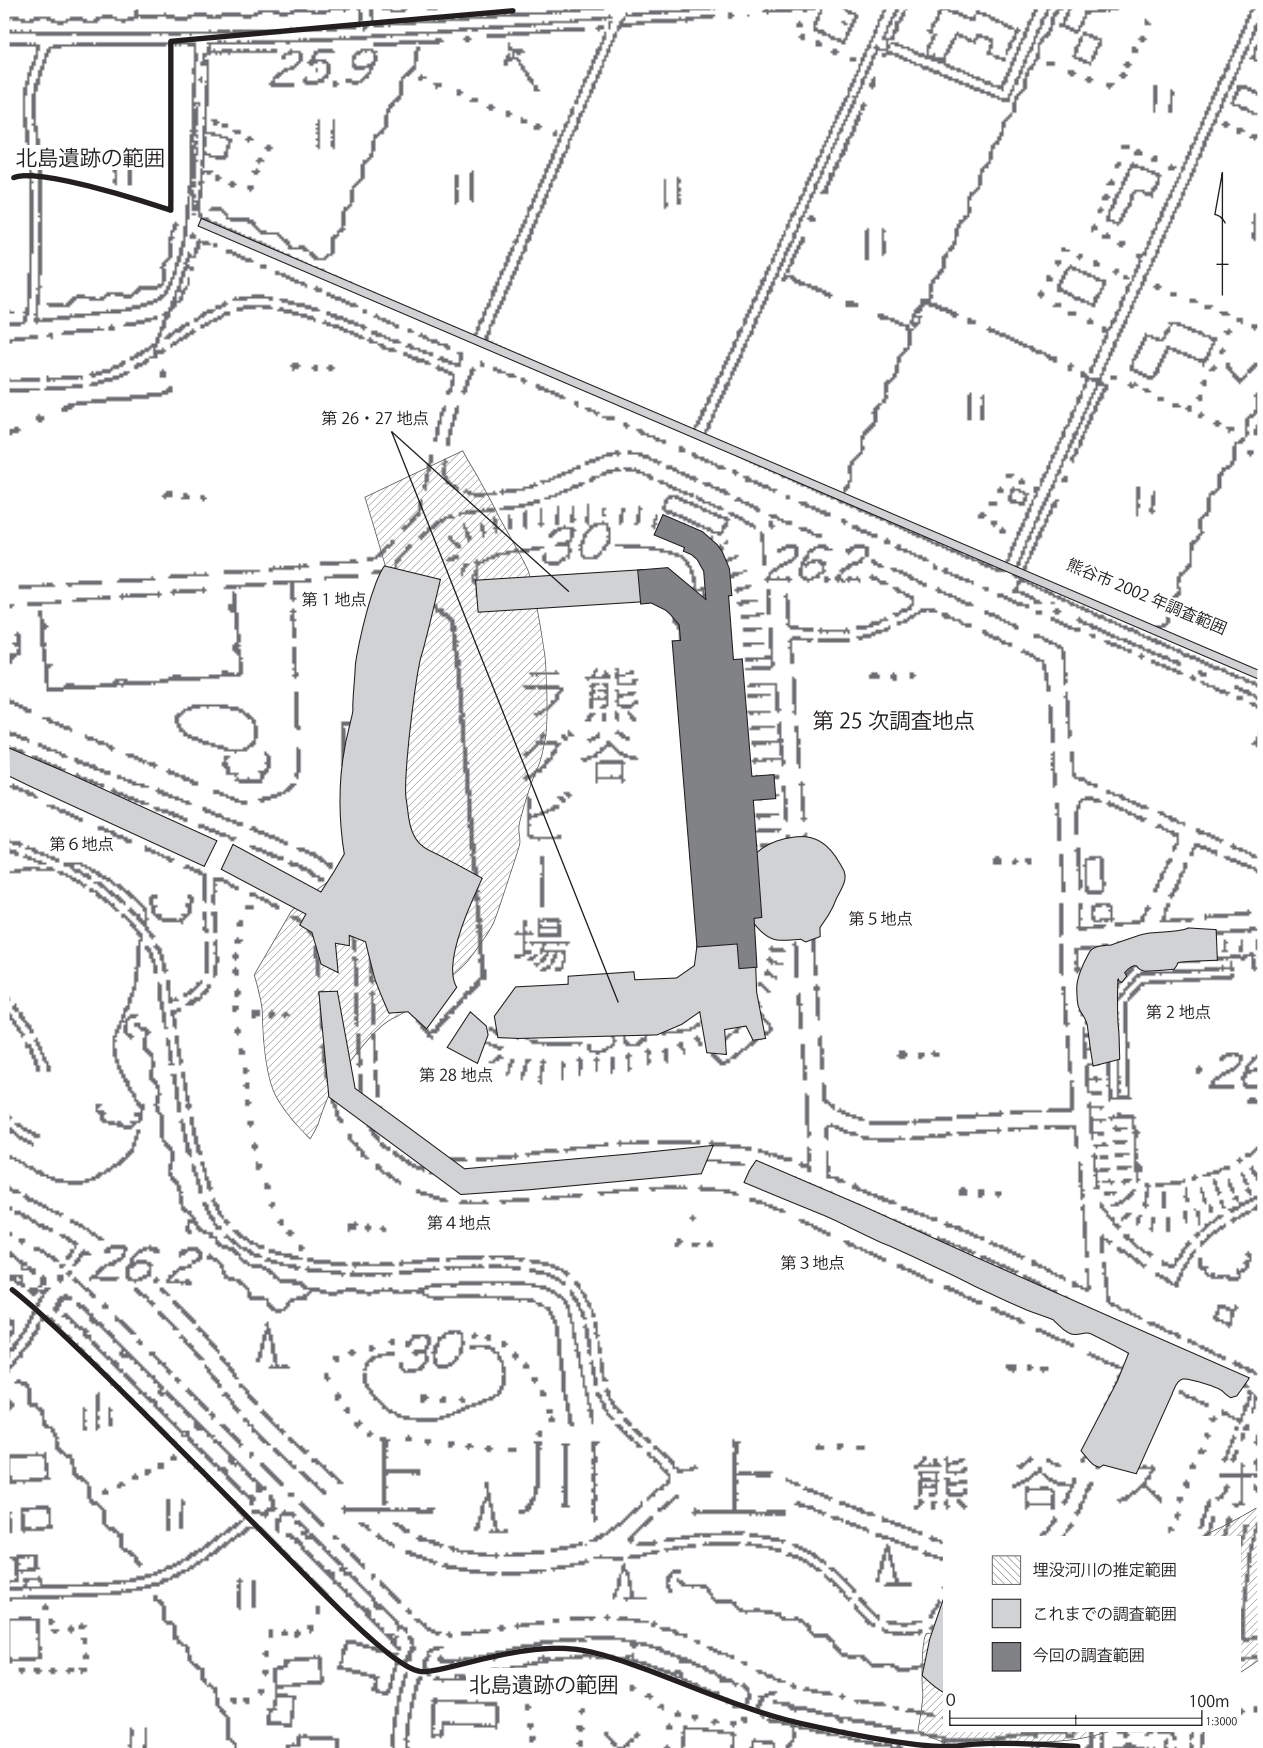 25.9
北島遺跡の範囲
第26・27地点
30
26.2
熊谷市2002年調査範囲
第1地点
熊谷
ラグビー場
第25次調査地点
第6地点
第5地点
第2地点
第28地点
第4地点
第3地点
26.2
30
上川上
熊谷スポ
埋没河川の推定範囲
これまでの調査範囲
今回の調査範囲
北島遺跡の範囲
0
100m
1:3000